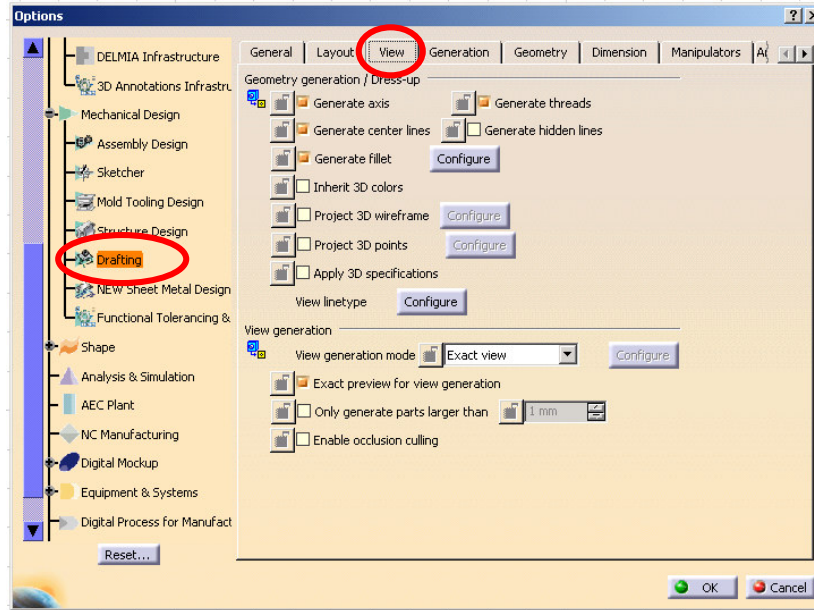 Options
DELMIA Infrastructure
3D Annotations Infrastru
Mechanical Design
Assembly Design
Sketcher
Mold Tooling Design
Structure Design
Drafting
NEW Sheet Metal Design
Functional Tolerancing &
Shape
Analysis & Simulation
AEC Plant
NC Manufacturing
Digital Mockup
Equipment & Systems
Digital Process for Manufact
Reset...
General Layout View Generation Geometry Dimension Manipulators
Geometry generation / Dress-up
Generate axis Generate threads
Generate center lines Generate hidden lines
Generate fillet Configure
Inherit 3D colors
Project 3D wireframe Configure
Project 3D points Configure
Apply 3D specifications
View linetype Configure
View generation
View generation mode Exact view Configure
Exact preview for view generation
Only generate parts larger than 1 mm
Enable occlusion culling
OK Cancel